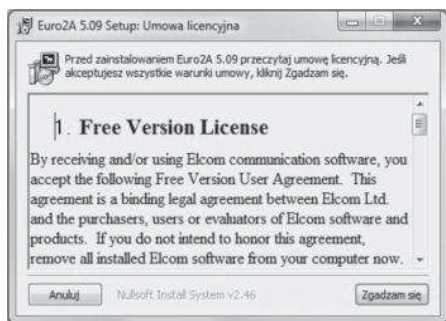 Euro2A 5.09 Setup: Umowa licencyjna
Przed zainstalowaniem Euro2A 5.09 przeczytaj umowę licencyjną. Jeśli
akceptujesz wszystkie warunki umowy, kliknij Zgadzam się.
1. Free Version License
By receiving and/or using Elcom communication software, you
accept the following Free Version User Agreement. This
agreement is a binding legal agreement between Elcom Ltd.
and the purchasers, users or evaluators of Elcom software and
products. If you do not intend to honor this agreement,
remove all installed Elcom software from your computer now.
Anuluj
Nullsoft Install System v2.46
Zgadzam się